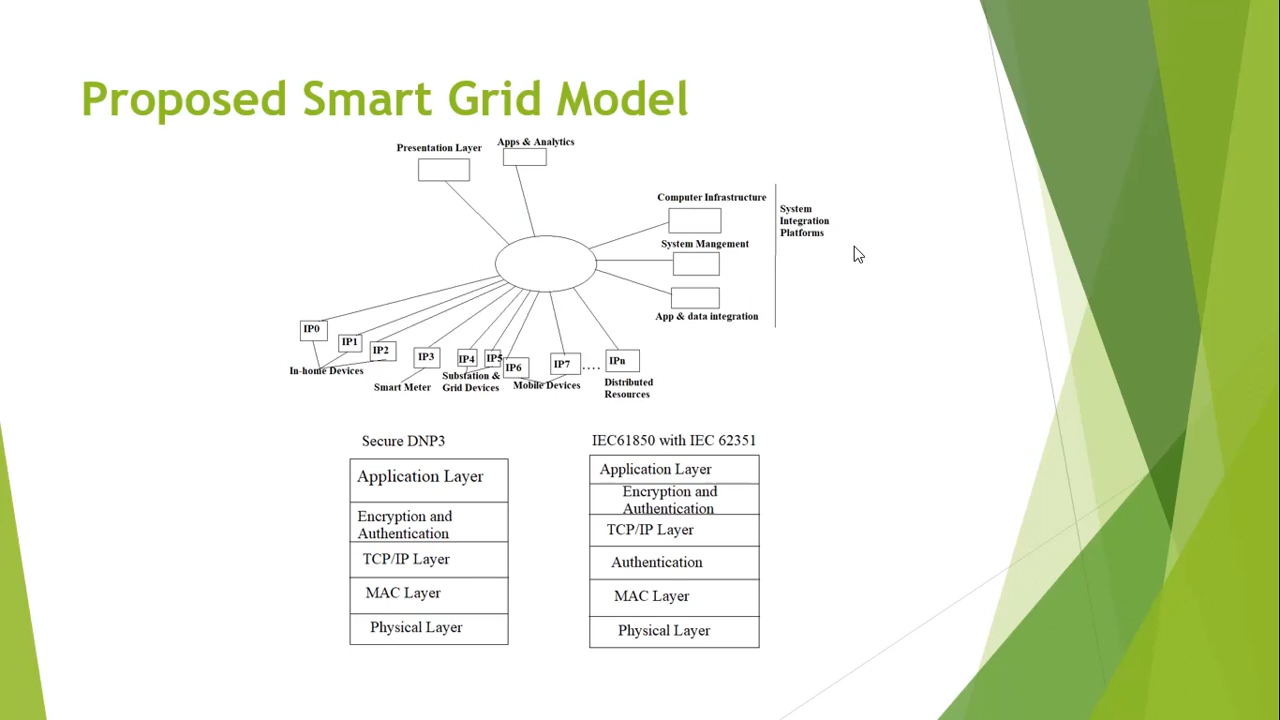 Proposed Smart Grid Model
Presentation Layer
Apps & Analytics
Computer Infrastructure
System Mangement
App & data integration
System
Integration
Platforms
IP0
IP1
IP2
IP3
IP4
IP5
IP6
IP7
....
IPn
In-home Devices
Smart Meter
Substation &
Grid Devices
Mobile Devices
Distributed
Resources
Secure DNP3
Application Layer
Encryption and
Authentication
TCP/IP Layer
MAC Layer
Physical Layer
IEC61850 with IEC 62351
Application Layer
Encryption and
Authentication
TCP/IP Layer
Authentication
MAC Layer
Physical Layer